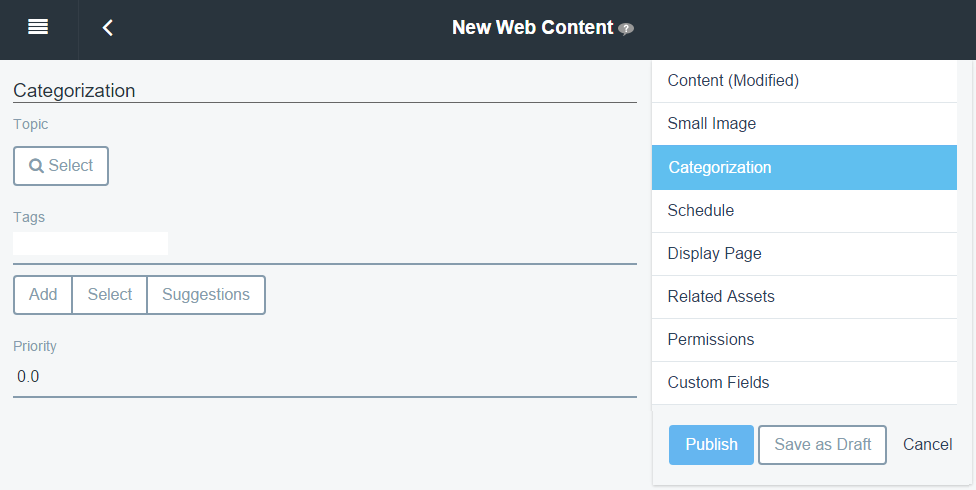 New Web Content ?
Categorization
Topic
Select
Tags
Add Select Suggestions
Priority
0.0
Content (Modified)
Small Image
Categorization
Schedule
Display Page
Related Assets
Permissions
Custom Fields
Publish Save as Draft Cancel